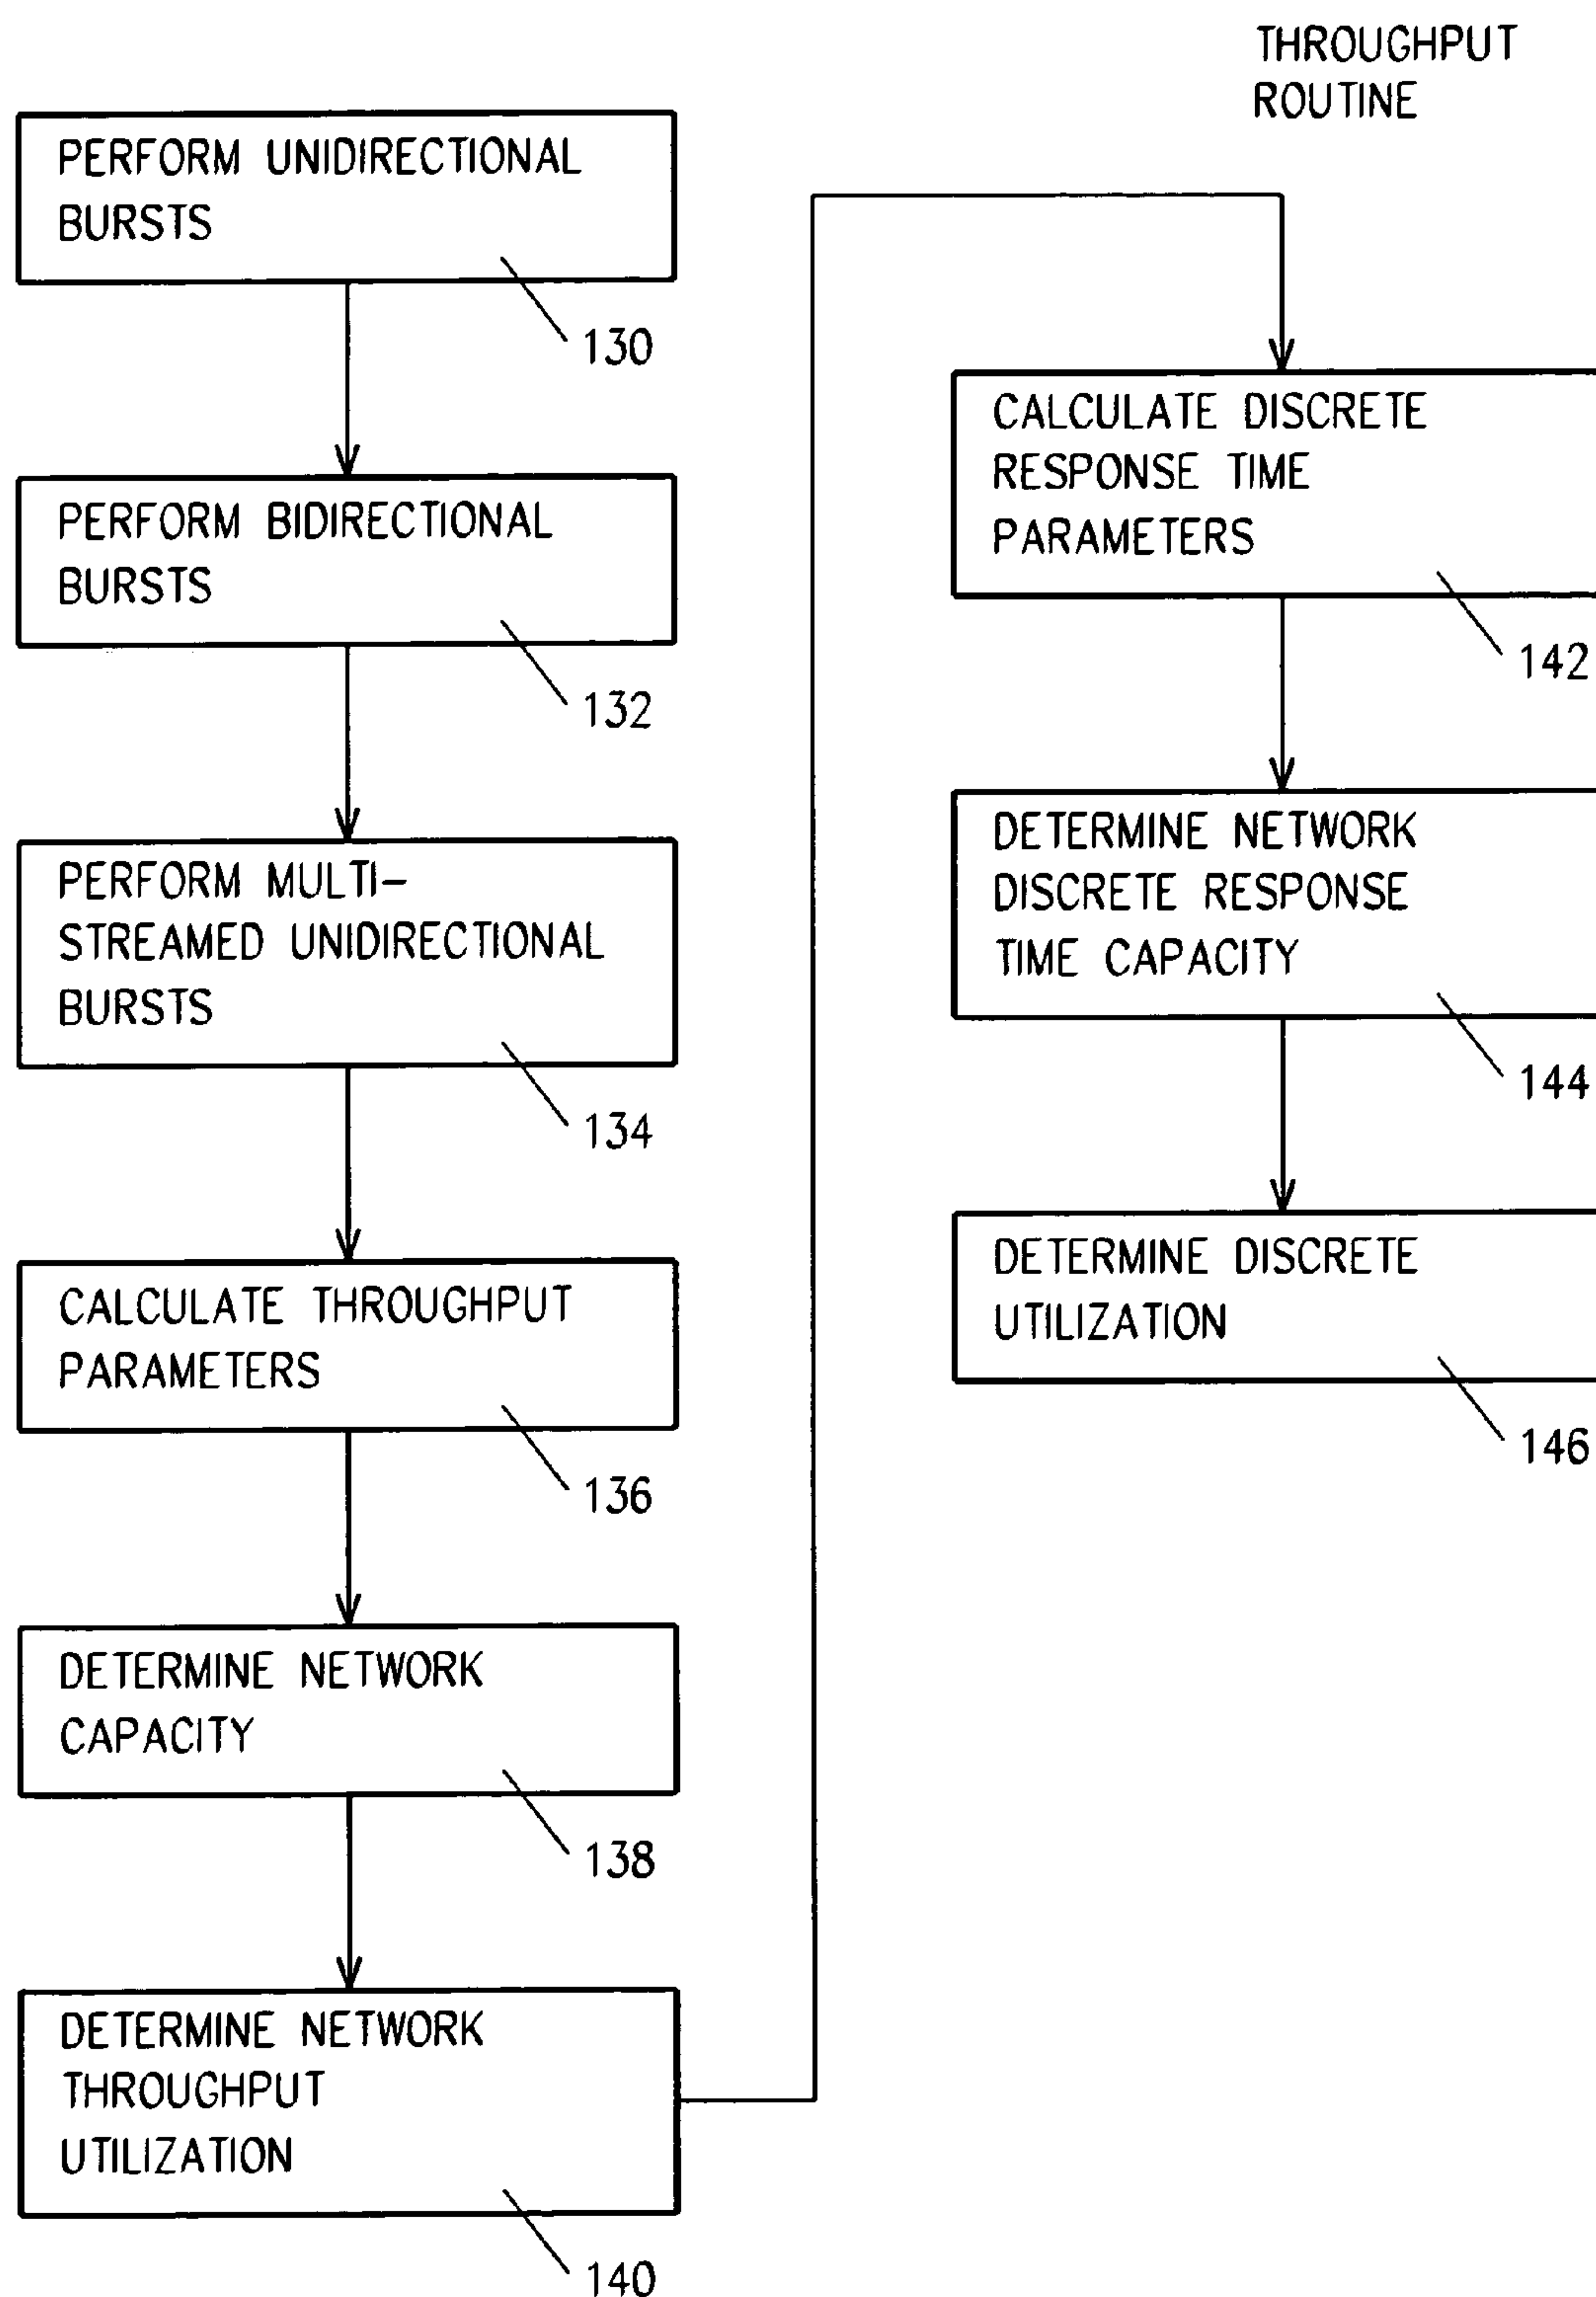 THROUGHPUT
ROUTINE
PERFORM UNIDIRECTIONAL
BURSTS
130
PERFORM BIDIRECTIONAL
BURSTS
132
PERFORM MULTI-
STREAMED UNIDIRECTIONAL
BURSTS
134
CALCULATE THROUGHPUT
PARAMETERS
136
DETERMINE NETWORK
CAPACITY
138
DETERMINE NETWORK
THROUGHPUT
UTILIZATION
140
CALCULATE DISCRETE
RESPONSE TIME
PARAMETERS
142
DETERMINE NETWORK
DISCRETE RESPONSE
TIME CAPACITY
144
DETERMINE DISCRETE
UTILIZATION
146